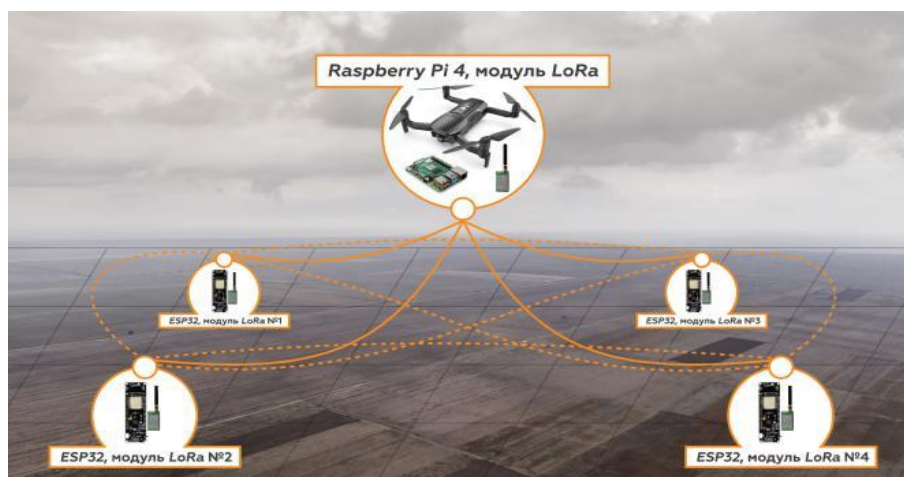 Raspberry Pi 4, модуль LoRa
ESP32, модуль LoRa №1
ESP32, модуль LoRa №3
ESP32, модуль LoRa №2
ESP32, модуль LoRa №4